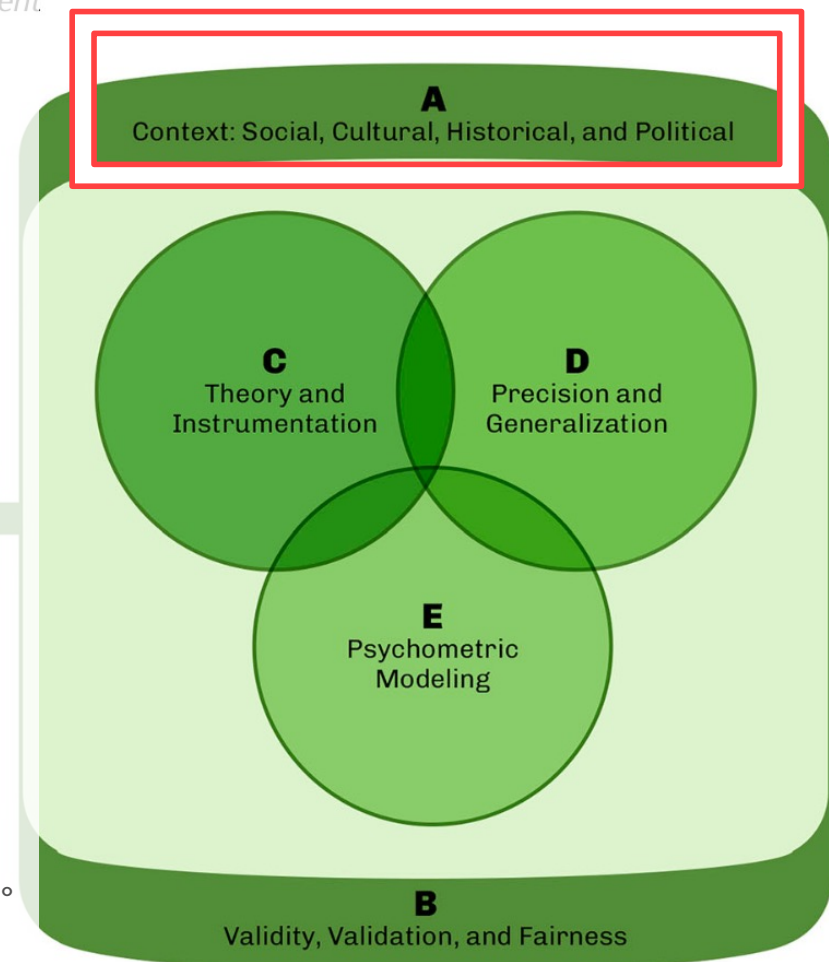 A
Context: Social, Cultural, Historical, and Political
C
Theory and
Instrumentation
D
Precision and
Generalization
E
Psychometric
Modeling
B
Validity, Validation, and Fairness